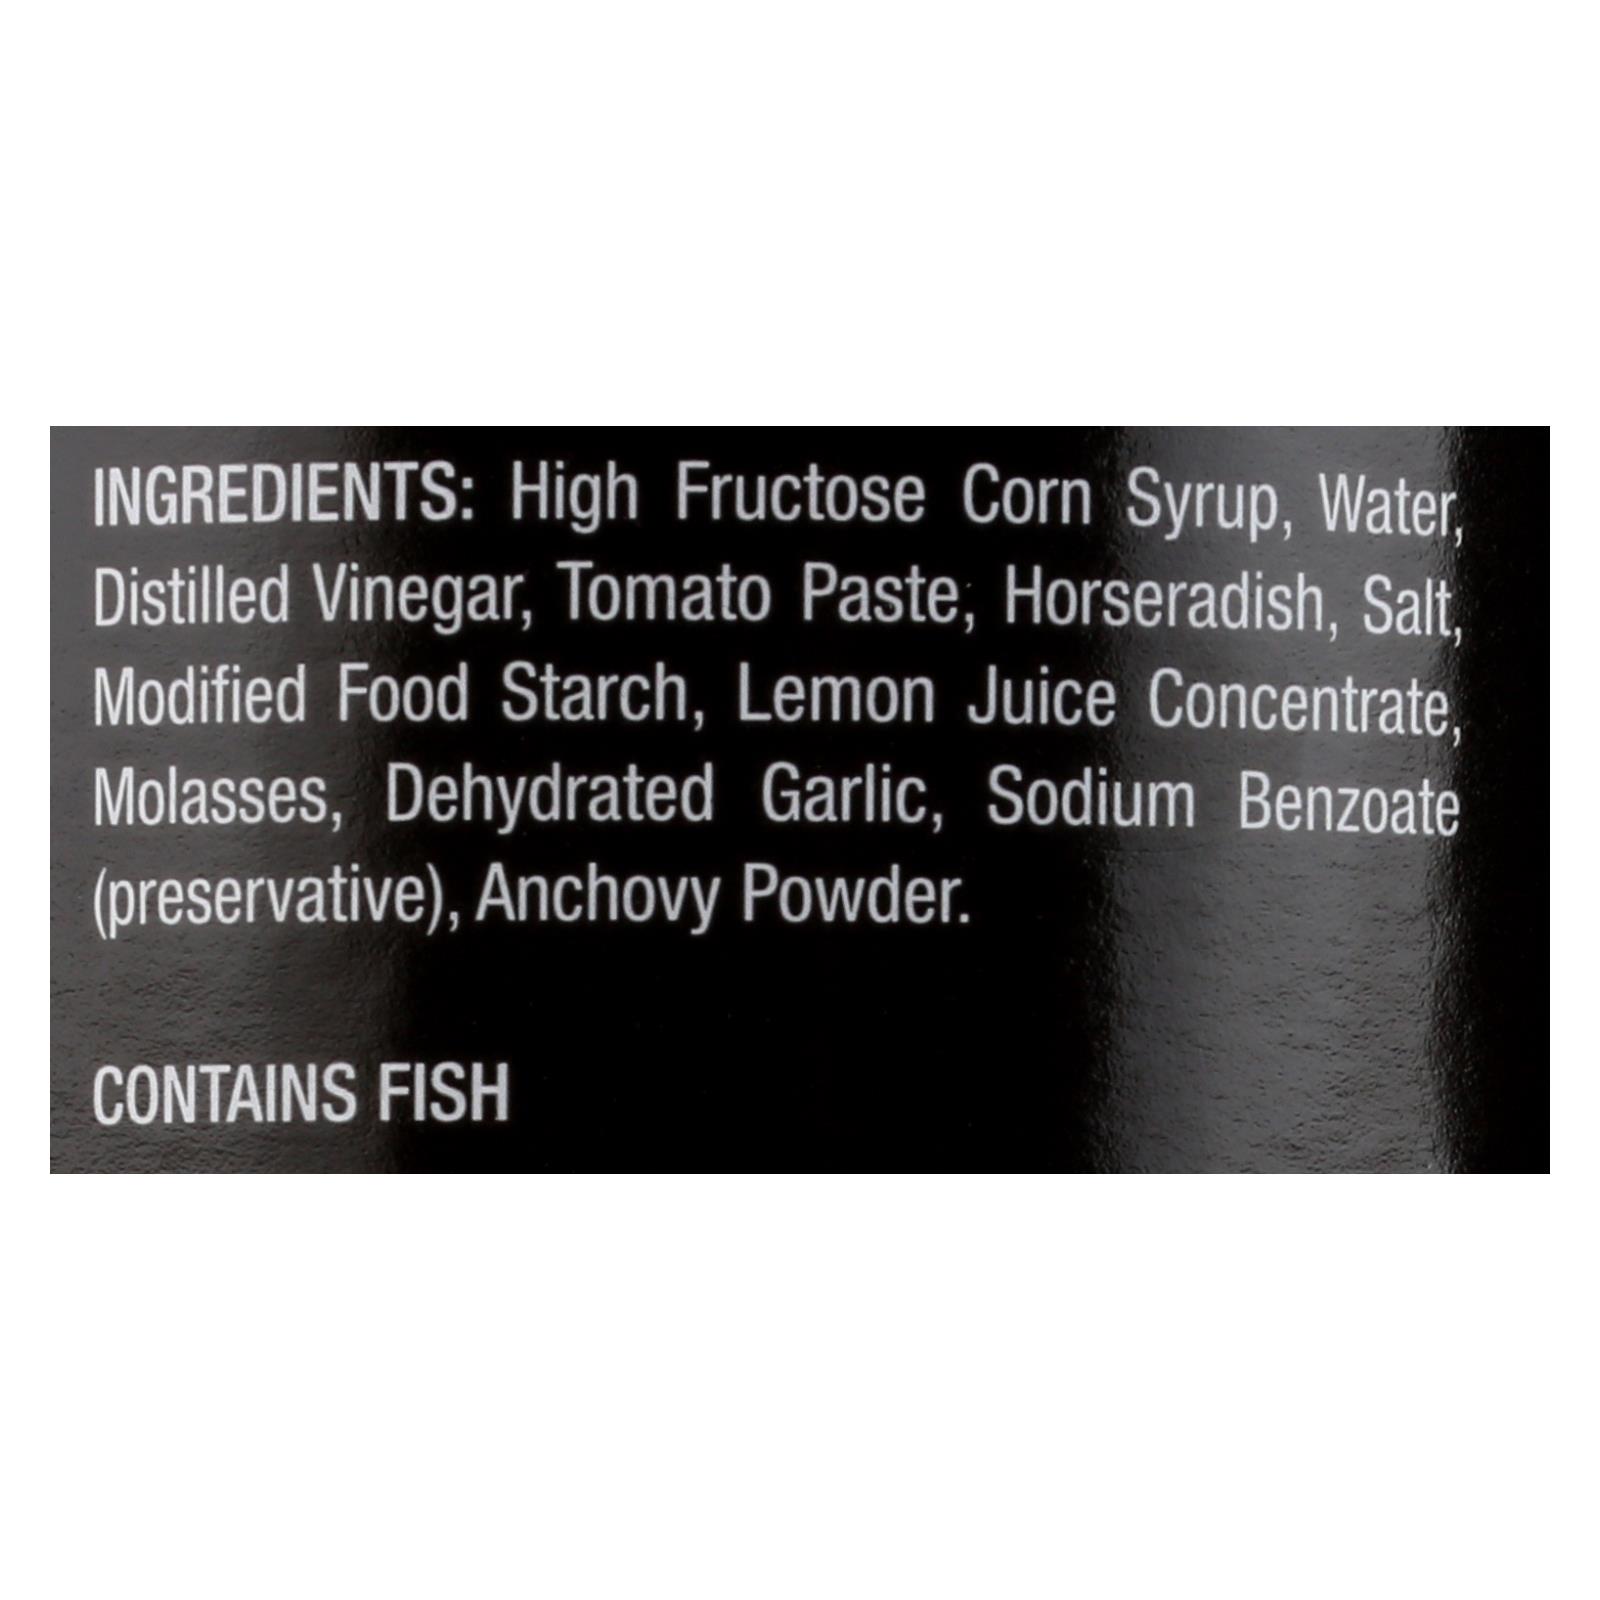 INGREDIENTS: High Fructose Corn Syrup, Water,
Distilled Vinegar, Tomato Paste, Horseradish, Salt,
Modified Food Starch, Lemon Juice Concentrate,
Molasses, Dehydrated Garlic, Sodium Benzoate
(preservative), Anchovy Powder.
CONTAINS FISH